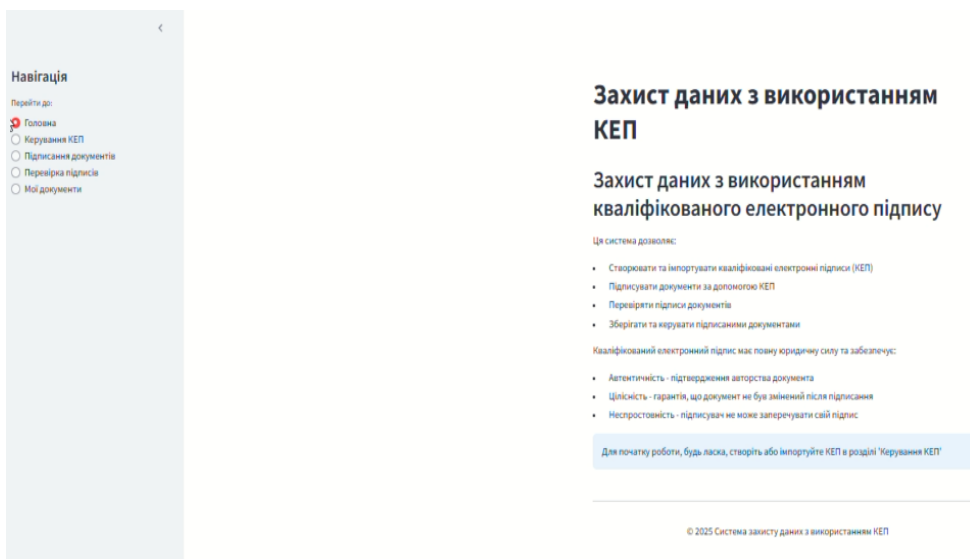 Навігація
Перейти до:
Головна
Керування КЕП
Підписання документів
Перевірка підписів
Мої документи
Захист даних з використанням
КЕП
Захист даних з використанням
кваліфікованого електронного підпису
Ця система дозволяє:
Створювати та імпортувати кваліфіковані електронні підписи (КЕП)
Підписувати документи за допомогою КЕП
Перевіряти підписи документів
Зберігати та керувати підписаними документами
Кваліфікований електронний підпис має повну юридичну силу та забезпечує:
Автентичність - підтвердження авторства документа
Цілісність - гарантія, що документ не був змінений після підписання
Неспростовність - підписувач не може заперечувати свій підпис
Для початку роботи, будь ласка, створіть або імпортуйте КЕП в розділі 'Керування КЕП'
© 2025 Система захисту даних з використанням КЕП